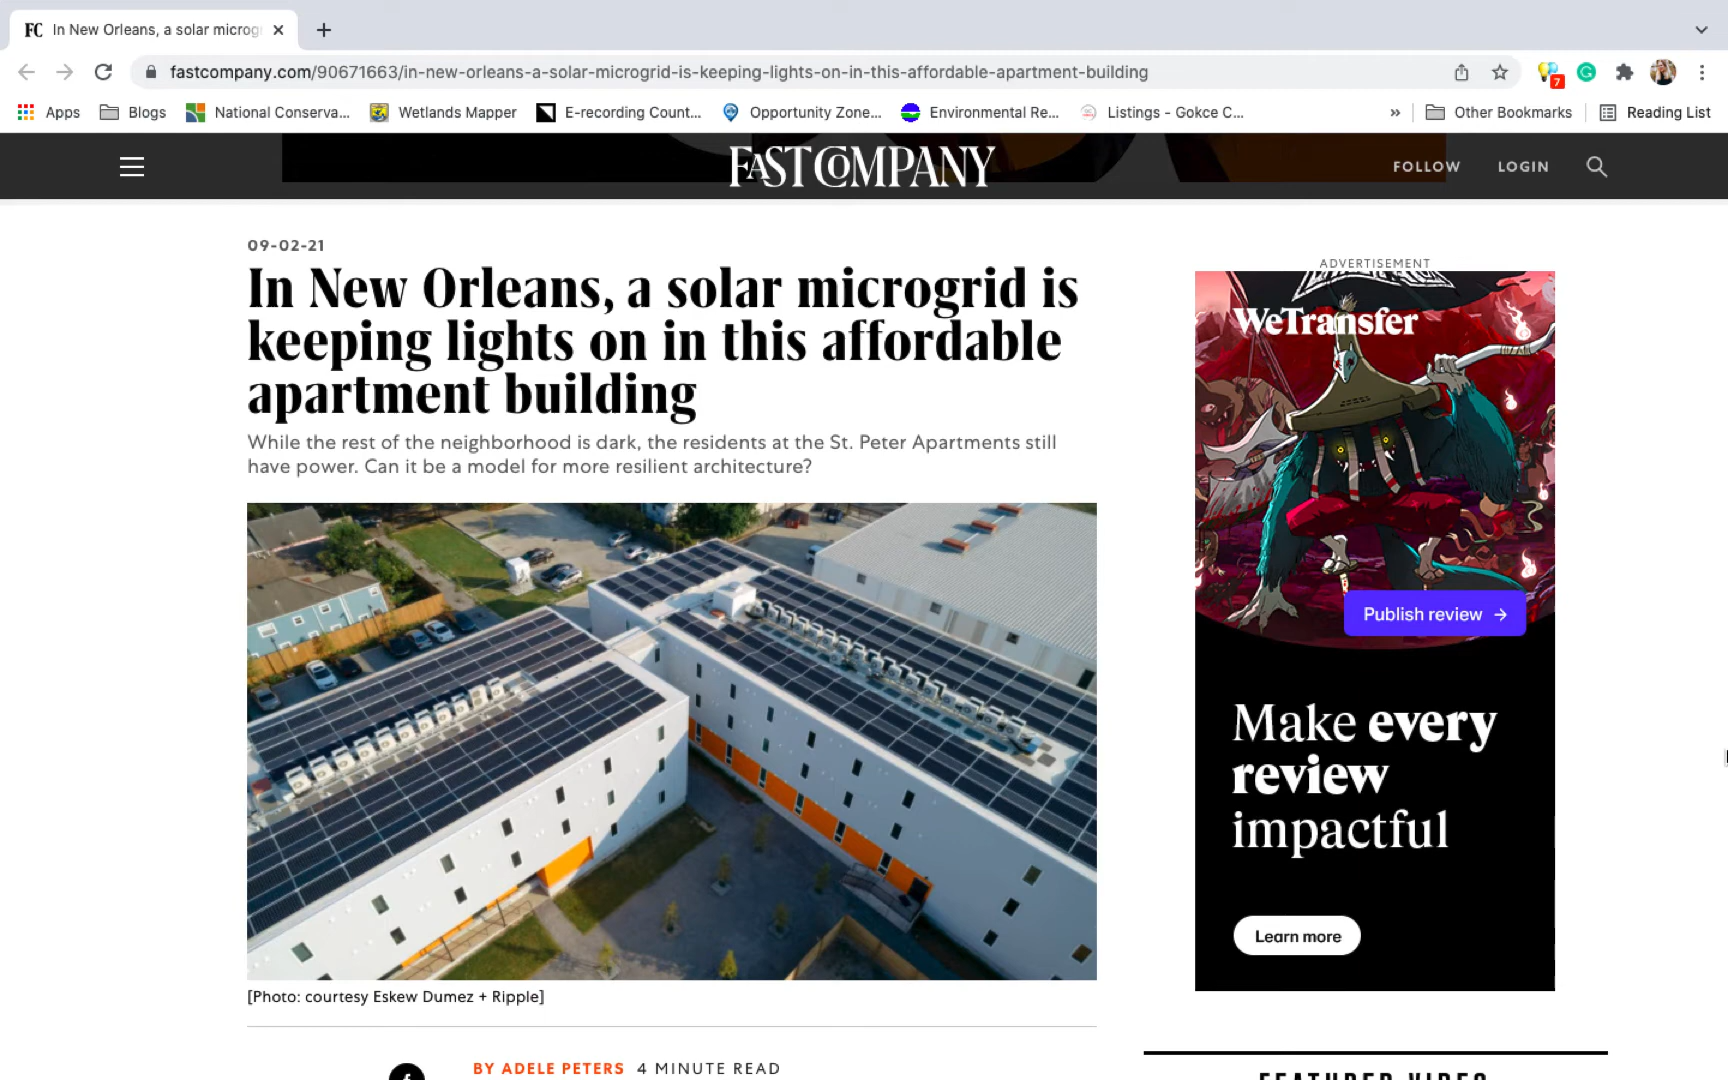 FC In New Orleans, a solar microg
fastcompany.com/90671663/in-new-orleans-a-solar-microgrid-is-keeping-lights-on-in-this-affordable-apartment-building
7
Apps Blogs National Conserva... Wetlands Mapper E-recording Count... Opportunity Zone... Environmental Re... Listings - Gokce C... » Other Bookmarks Reading List
FAST COMPANY
FOLLOW LOGIN
09-02-21
In New Orleans, a solar microgrid is
keeping lights on in this affordable
apartment building
While the rest of the neighborhood is dark, the residents at the St. Peter Apartments still
have power. Can it be a model for more resilient architecture?
[Photo: courtesy Eskew Dumez + Ripple]
BY ADELE PETERS 4 MINUTE READ
ADVERTISEMENT
WeTransfer
Publish review →
Make every
review
impactful
Learn more
FEATURED VIDEO